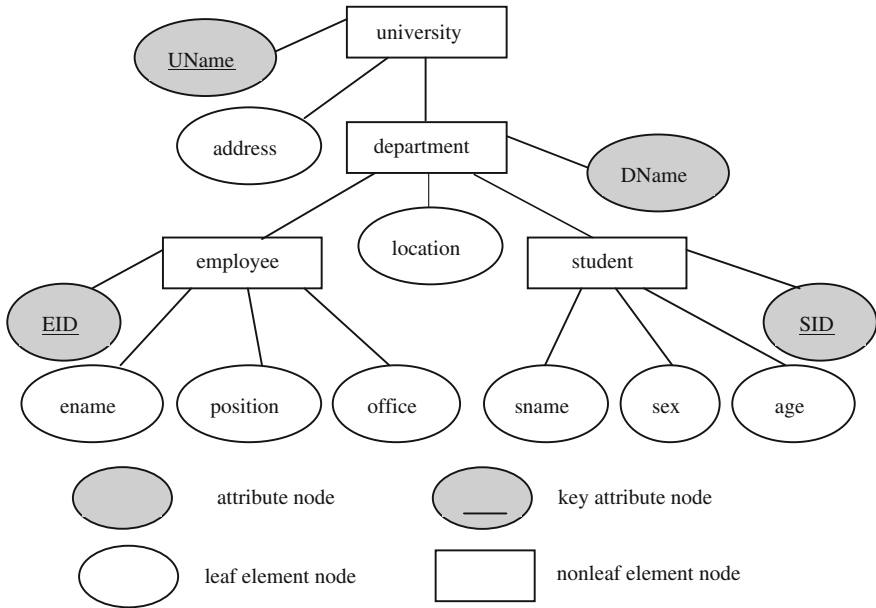 university
UName
address
department
DName
location
employee
student
EID
SID
ename
position
office
sname
sex
age
attribute node
key attribute node
leaf element node
nonleaf element node